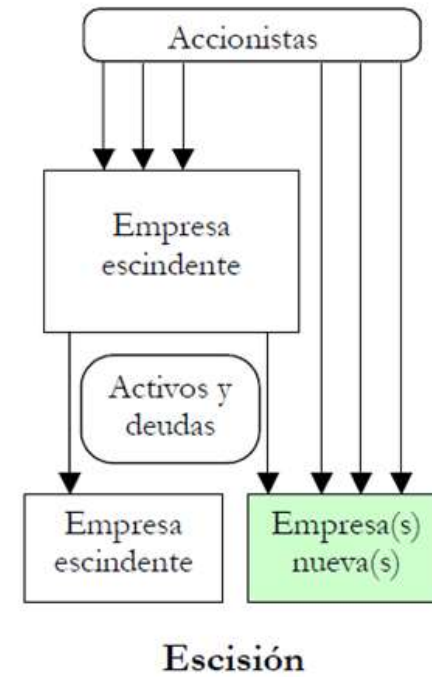 Accionistas
Empresa
escindente
Activos y
deudas
Empresa
escindente
Empresa(s)
nueva(s)
Escisión